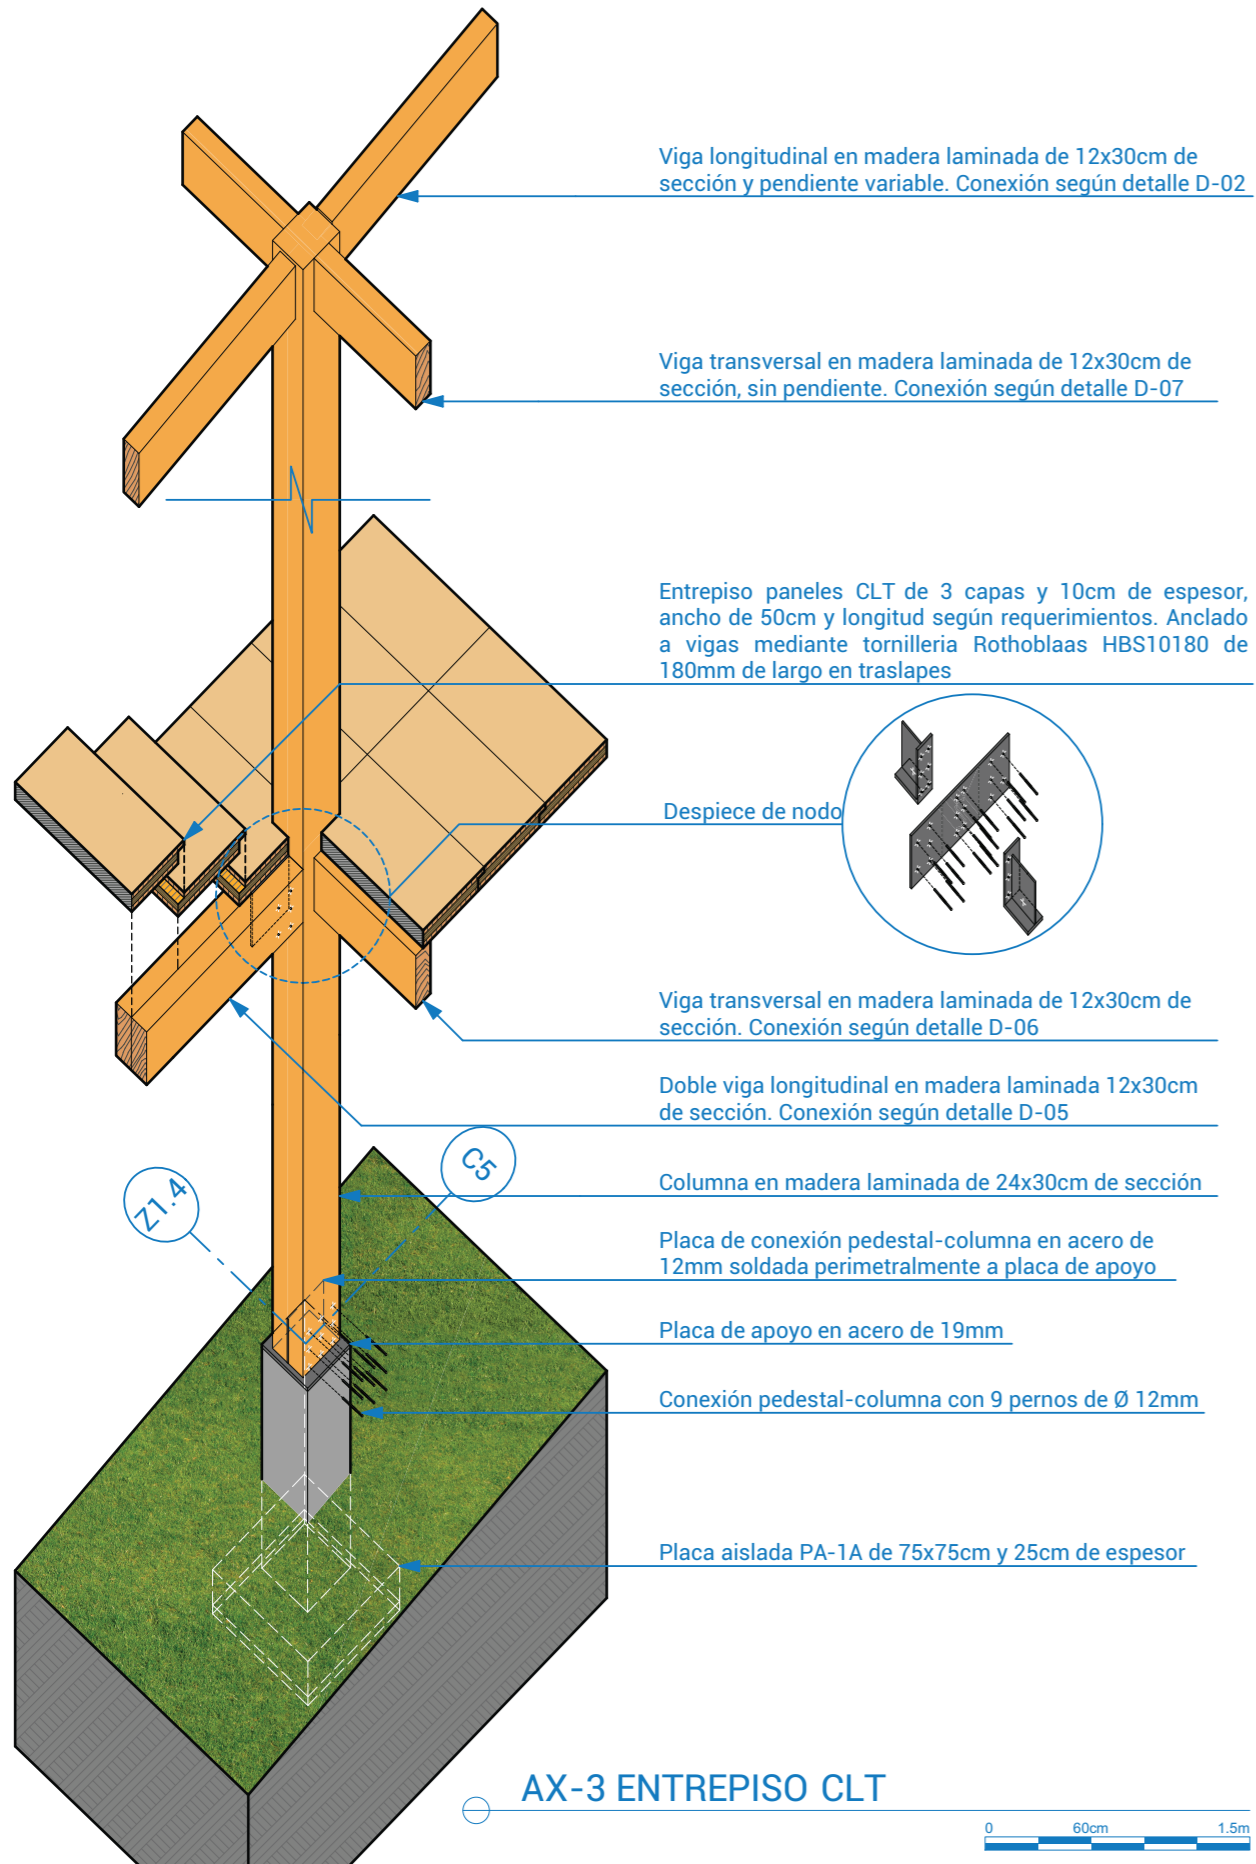 Viga longitudinal en madera laminada de 12x30cm de
sección y pendiente variable. Conexión según detalle D-02
Viga transversal en madera laminada de 12x30cm de
sección, sin pendiente. Conexión según detalle D-07
Entrepiso paneles CLT de 3 capas y 10cm de espesor,
ancho de 50cm y longitud según requerimientos. Anclado
a vigas mediante tornilleria Rothoblaas HBS10180 de
180mm de largo en traslapes
Despiece de nodo
Viga transversal en madera laminada de 12x30cm de
sección. Conexión según detalle D-06
Doble viga longitudinal en madera laminada 12x30cm
de sección. Conexión según detalle D-05
Z1.4
C5
Columna en madera laminada de 24x30cm de sección
Placa de conexión pedestal-columna en acero de
12mm soldada perimetralmente a placa de apoyo
Placa de apoyo en acero de 19mm
Conexión pedestal-columna con 9 pernos de Ø 12mm
Placa aislada PA-1A de 75x75cm y 25cm de espesor
AX-3 ENTREPISO CLT
0 60cm 1.5m